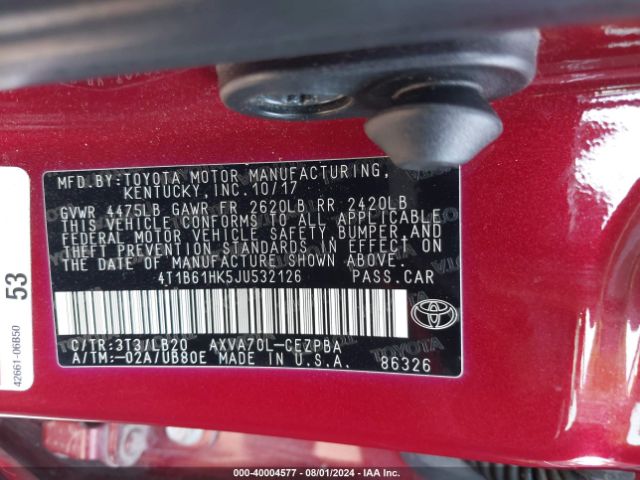 MFD.BY:TOYOTA MOTOR MANUFACTURING,
KENTUCKY, INC. 10/17
GVWR 4475LB GAWR FR 2620LB RR 2420LB
THIS VEHICLE CONFORMS TO ALL APPLICABLE
FEDERAL MOTOR VEHICLE SAFETY, BUMPER, AND
THEFT PREVENTION STANDARDS IN EFFECT ON
THE DATE OF MANUFACTURE SHOWN ABOVE.
4T1B61HK5JU532126 PASS.CAR
C/TR:3T3/LB20 AXVA70L-CEZPBA
A/TM:-02A/UB80E MADE IN U.S.A. 86326
53
42661-06B50
000-40004577 - 08/01/2024 - IAA Inc.